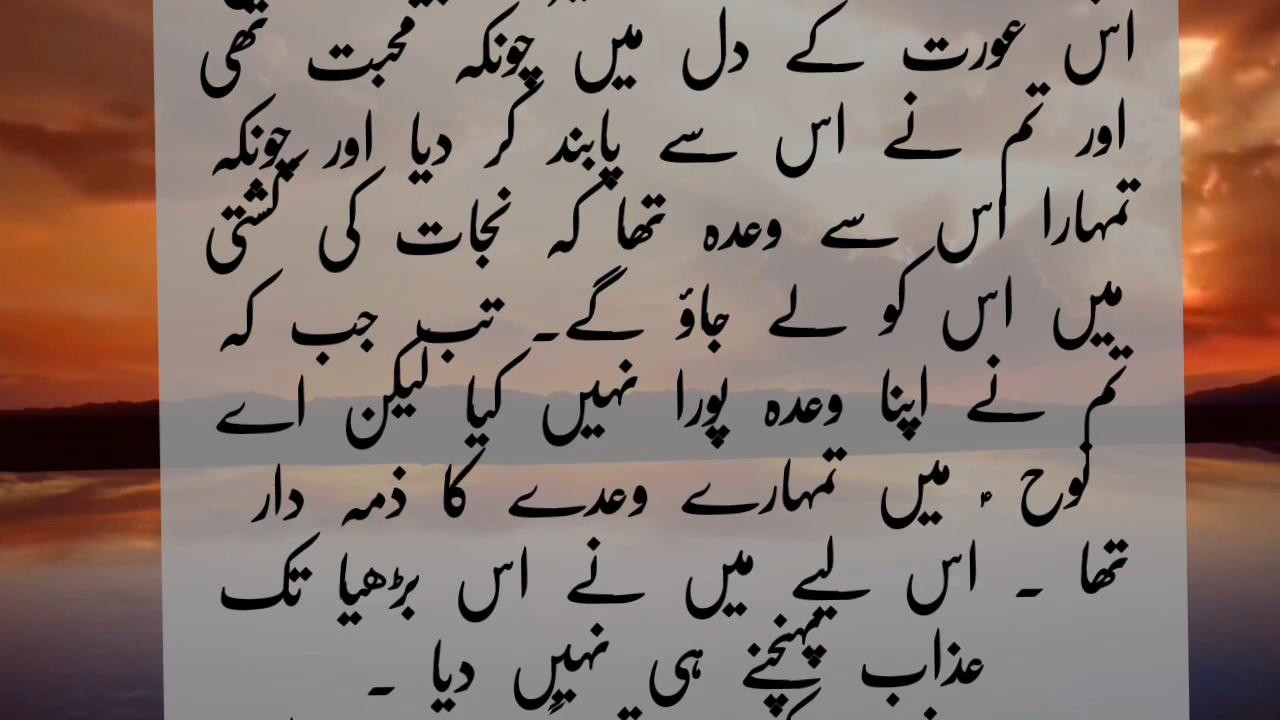 اس عورت کے دل میں چونکہ محبت تھی
اور تم نے اس سے پابند کر دیا اور چونکہ
تمہارا اس سے وعدہ تھا کہ نجات کی کشتی
میں اس کو لے جاؤ گے۔ تب جب کہ
تم نے اپنا وعدہ پورا نہیں کیا لیکن اے
نوح ؑ میں تمہارے وعدے کا ذمہ دار
تھا ۔ اس لیے میں نے اس بڑھیا تک
عذاب پہنچنے ہی نہیں دیا ۔